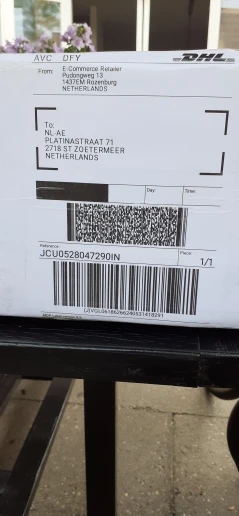 AVC DFY
DHL
From: E-Commerce Retailer
Pudongweg 13
1437EM Rozenburg
NETHERLANDS
To:
NL-AE
PLATINASTRAAT 71
2718 ST ZOETERMEER
NETHERLANDS
Day: Time:
Reference: Piece:
JCU0528047290IN 1/1